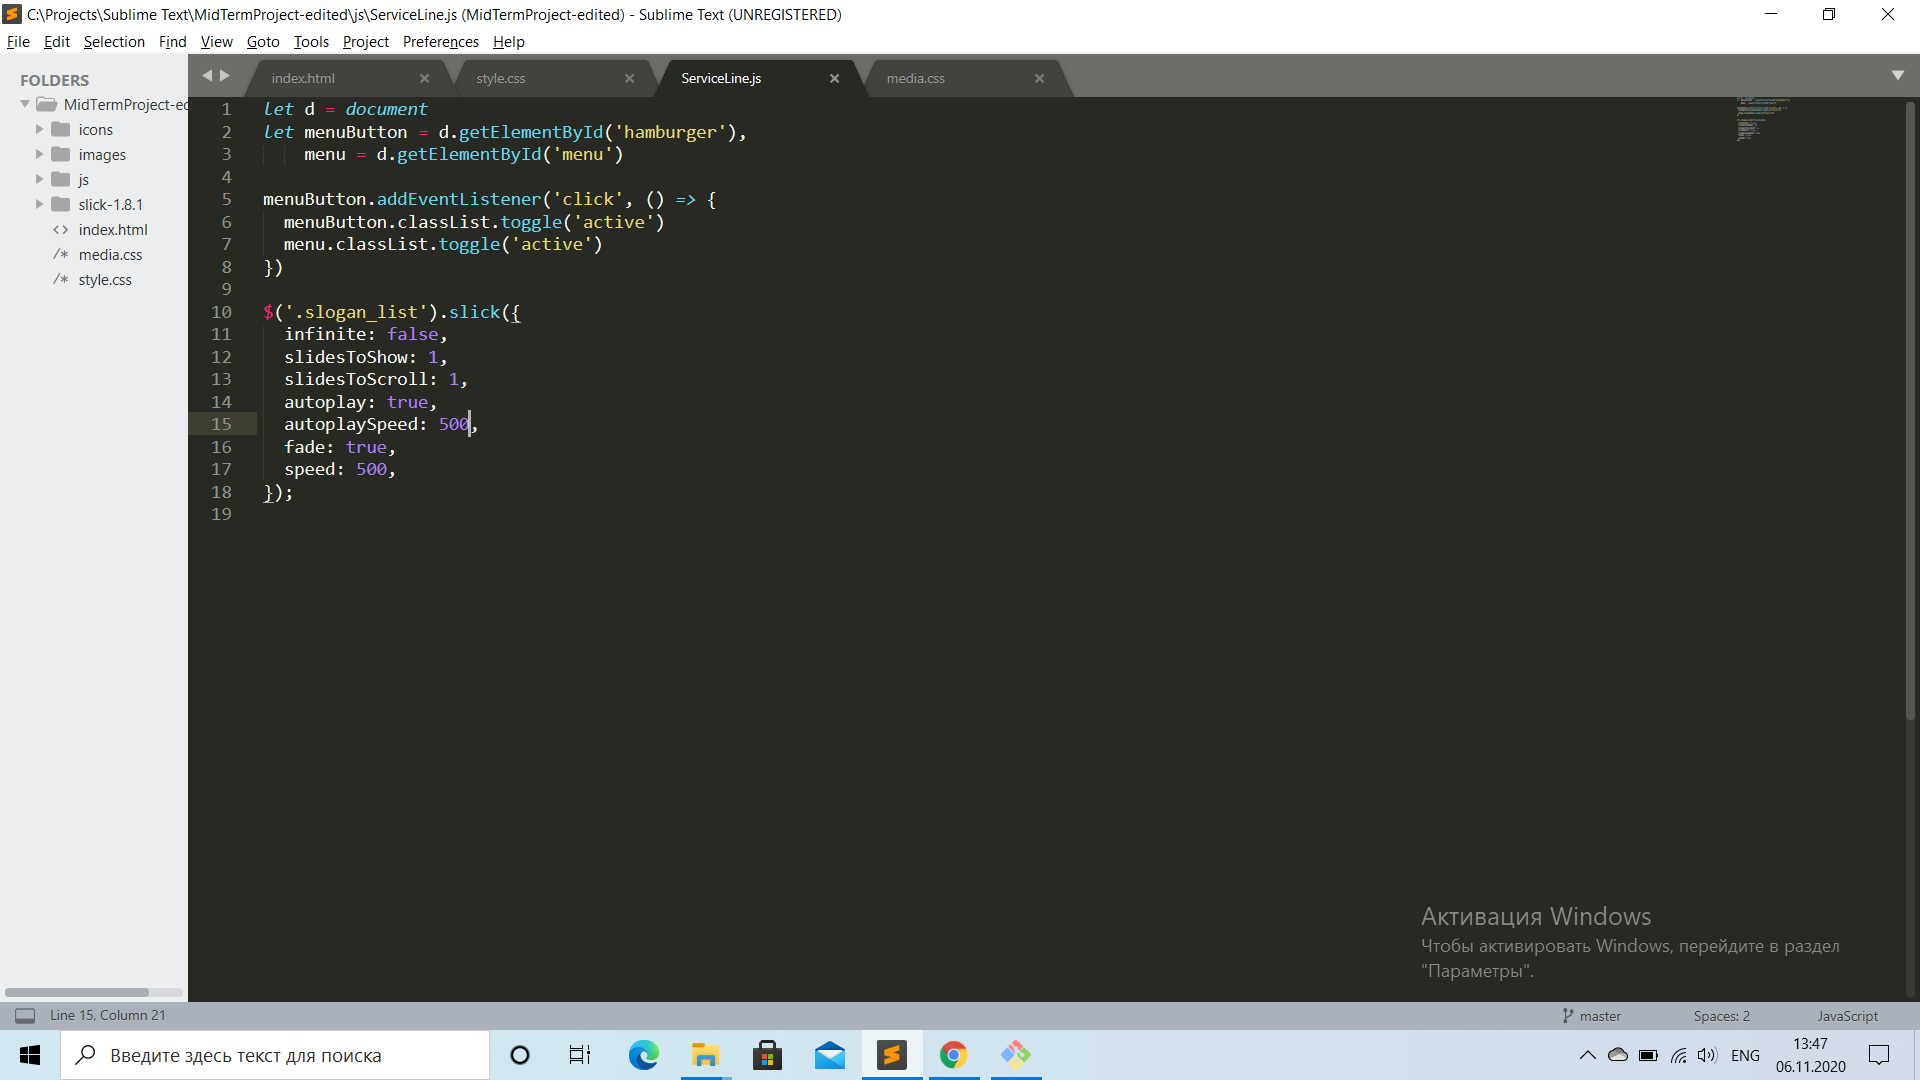 C:\Projects\Sublime Text\MidTermProject-edited\js\ServiceLine.js (MidTermProject-edited) - Sublime Text (UNREGISTERED)
File Edit Selection Find View Goto Tools Project Preferences Help
FOLDERS
MidTermProject-ed
icons
images
js
slick-1.8.1
<> index.html
/* media.css
/* style.css
index.html style.css ServiceLine.js media.css
1 let d = document
2 let menuButton = d.getElementById('hamburger'),
3 menu = d.getElementById('menu')
4
5 menuButton.addEventListener('click', () => {
6 menuButton.classList.toggle('active')
7 menu.classList.toggle('active')
8 })
9
10 $('.slogan_list').slick({
11 infinite: false,
12 slidesToShow: 1,
13 slidesToScroll: 1,
14 autoplay: true,
15 autoplaySpeed: 500,
16 fade: true,
17 speed: 500,
18 });
19
Активация Windows
Чтобы активировать Windows, перейдите в раздел
"Параметры".
Line 15, Column 21 master Spaces: 2 JavaScript
Введите здесь текст для поиска
ENG
13:47
06.11.2020